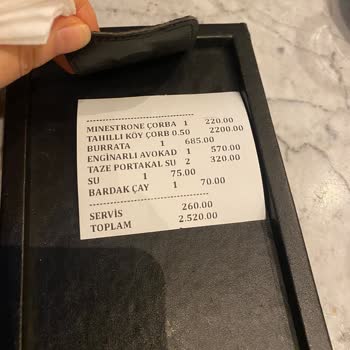 MINESTRONE ÇORBA 1 220.00
TAHILLI KÖY ÇORB 0.50 2200.00
BURRATA 1 685.00
ENGINARLI AVOKAD 1 570.00
TAZE PORTAKAL SU 2 320.00
SU 1 75.00
BARDAK ÇAY 1 70.00
SERVİS 260.00
TOPLAM 2.520.00